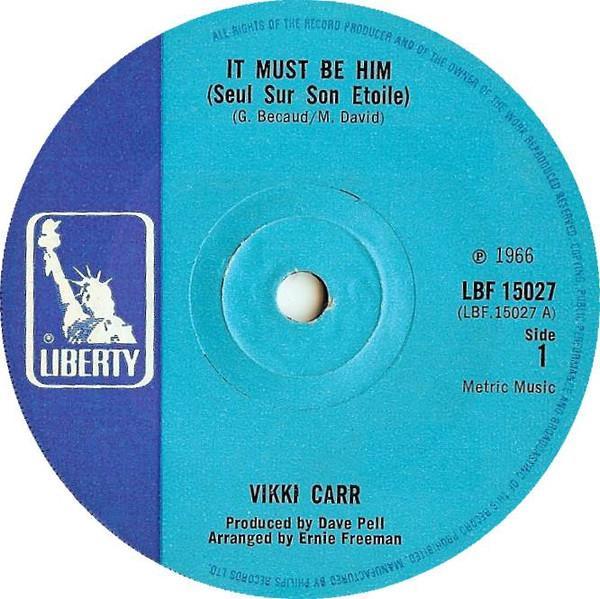 ALL RIGHTS OF THE RECORD PRODUCER AND OF THE OWNER OF THE WORK REPRODUCED RESERVED. COPYING, PUBLIC PERFORMANCE AND BROADCASTING OF THIS RECORD PROHIBITED. MANUFACTURED BY PHILIPS RECORDS LTD.
IT MUST BE HIM
(Seul Sur Son Etoile)
(G. Becaud/M. David)
℗ 1966
LBF 15027
(LBF.15027 A)
Side
1
Metric Music
® LIBERTY
VIKKI CARR
Produced by Dave Pell
Arranged by Ernie Freeman